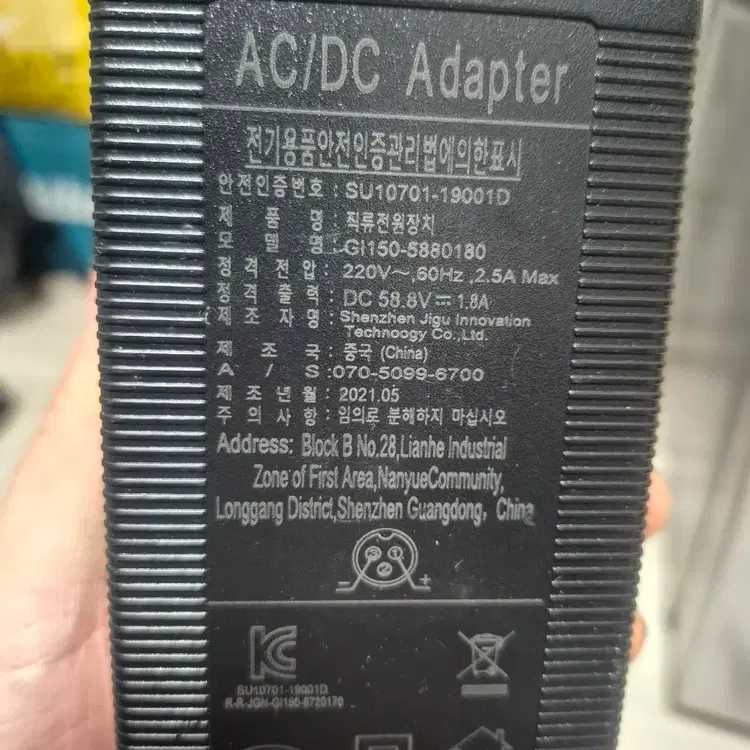 AC/DC Adapter
전기용품안전인증관리법에의한표시
안전인증번호 : SU10701-19001D
제 품 명 : 직류전원장치
모 델 명 : GI150-5880180
정격전압 : 220V~,60Hz ,2.5A Max
정격출력 : DC 58.8V⎓ 1.8A
제조자명 : Shenzhen Jigu Innovation
Technoogy Co.,Ltd.
제 조 국 : 중국 (China)
A / S :070-5099-6700
제조년월 : 2021.05
주의사항 : 임의로 분해하지 마십시오
Address: Block B No.28,Lianhe Industrial
Zone of First Area,NanyueCommunity,
Longgang District,Shenzhen Guangdong, China
3 1
2
- +
SU10701-19001D
R-R-JGN-GI150-8720170